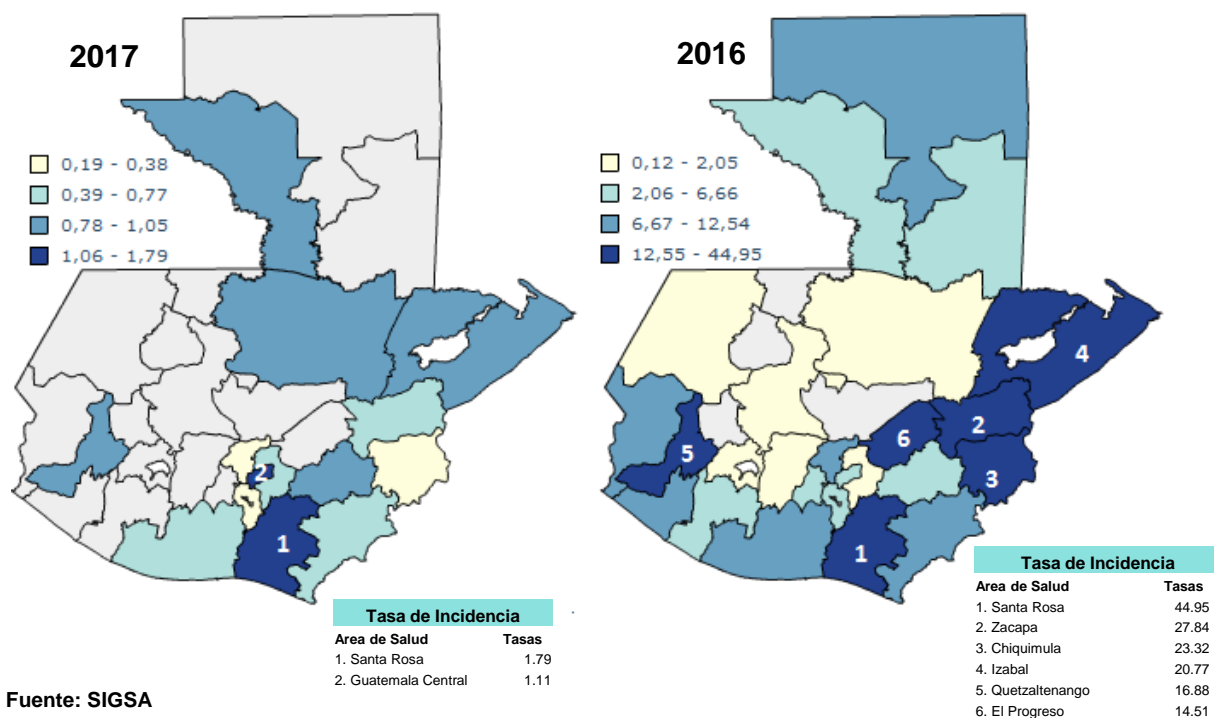 2017
0,19 - 0,38
0,39 - 0,77
0,78 - 1,05
1,06 - 1,79
2
1
Tasa de Incidencia
Area de Salud Tasas
1. Santa Rosa 1.79
2. Guatemala Central 1.11
Fuente: SIGSA
2016
0,12 - 2,05
2,06 - 6,66
6,67 - 12,54
12,55 - 44,95
4
2
6
5
3
1
Tasa de Incidencia
Area de Salud Tasas
1. Santa Rosa 44.95
2. Zacapa 27.84
3. Chiquimula 23.32
4. Izabal 20.77
5. Quetzaltenango 16.88
6. El Progreso 14.51